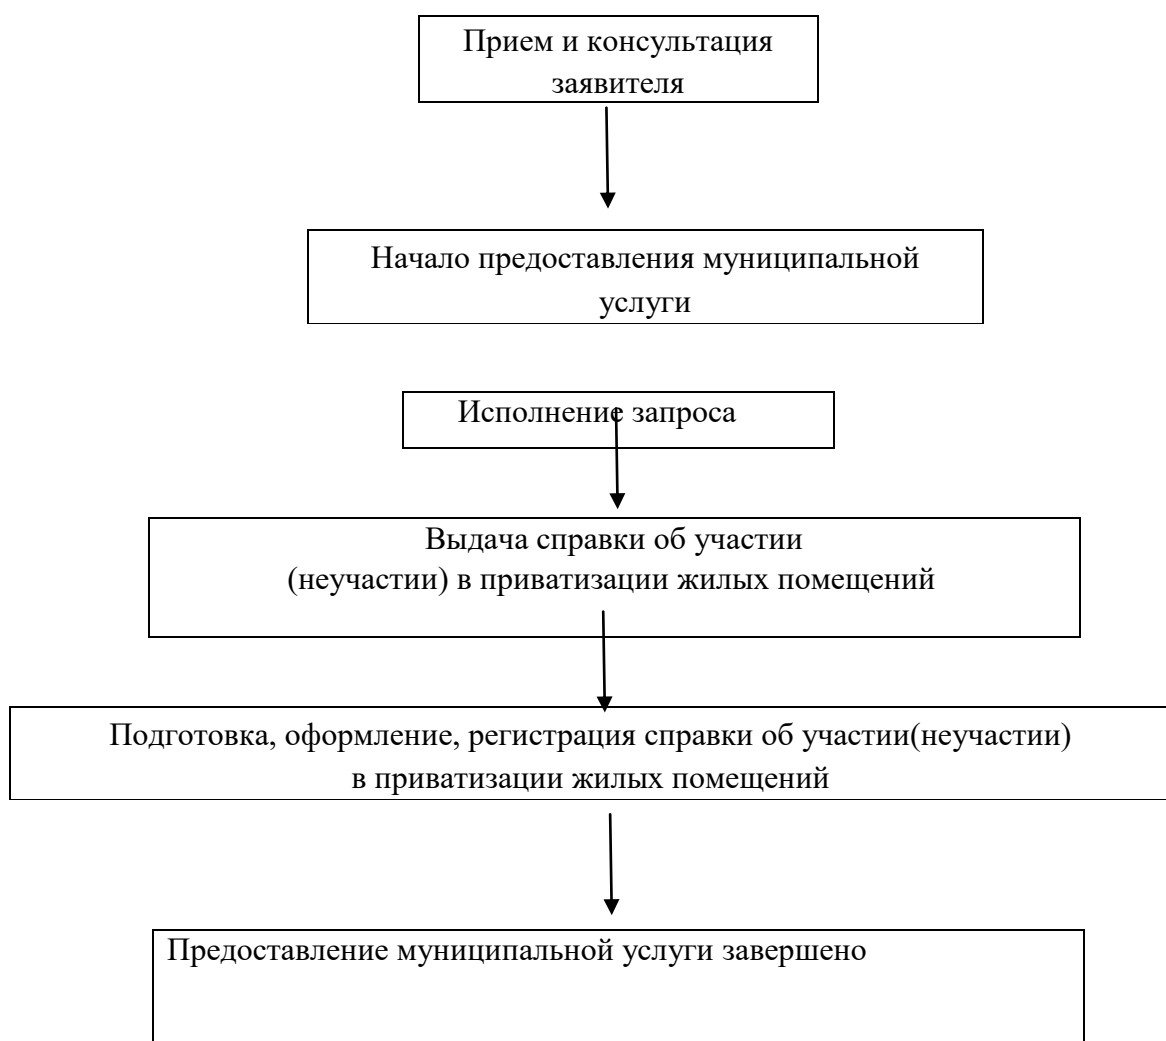 Прием и консультация
заявителя
Начало предоставления муниципальной
услуги
Исполнение запроса
Выдача справки об участии
(неучастии) в приватизации жилых помещений
Подготовка, оформление, регистрация справки об участии(неучастии)
в приватизации жилых помещений
Предоставление муниципальной услуги завершено